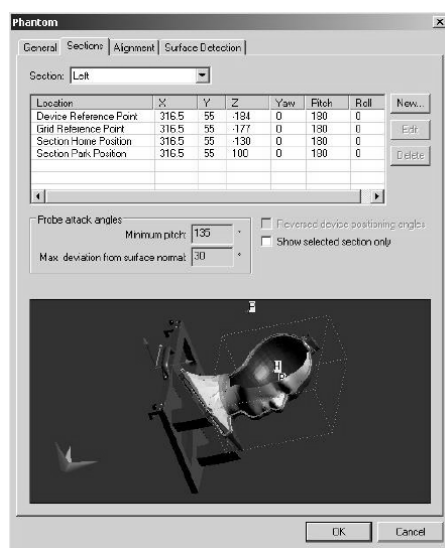 Phantom
General Sections Alignment Surface Detection
Section: Left
Location X Y Z Yaw Pitch Roll New...
Device Reference Point 316.5 55 -184 0 180 0
Grid Reference Point 316.5 55 -177 0 180 0 Edit
Section Home Position 316.5 55 -130 0 180 0
Section Park Position 316.5 55 100 0 180 0 Delete
Probe attack angles
Minimum pitch: 135 °
Max. deviation from surface normal: 30 °
Reversed device positioning angles
Show selected section only
OK Cancel